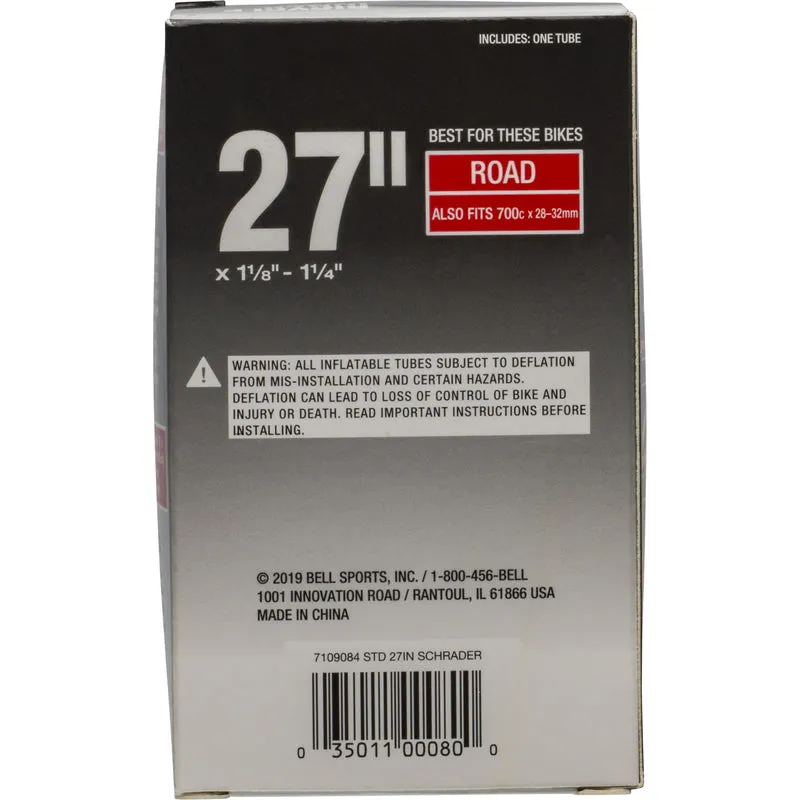 INCLUDES: ONE TUBE
27"
x 1⅛" - 1¼"
BEST FOR THESE BIKES
ROAD
ALSO FITS 700c x 28–32mm
WARNING: ALL INFLATABLE TUBES SUBJECT TO DEFLATION
FROM MIS-INSTALLATION AND CERTAIN HAZARDS.
DEFLATION CAN LEAD TO LOSS OF CONTROL OF BIKE AND
INJURY OR DEATH. READ IMPORTANT INSTRUCTIONS BEFORE
INSTALLING.
© 2019 BELL SPORTS, INC. / 1-800-456-BELL
1001 INNOVATION ROAD / RANTOUL, IL 61866 USA
MADE IN CHINA
7109084 STD 27IN SCHRADER
0 35011 00080 0